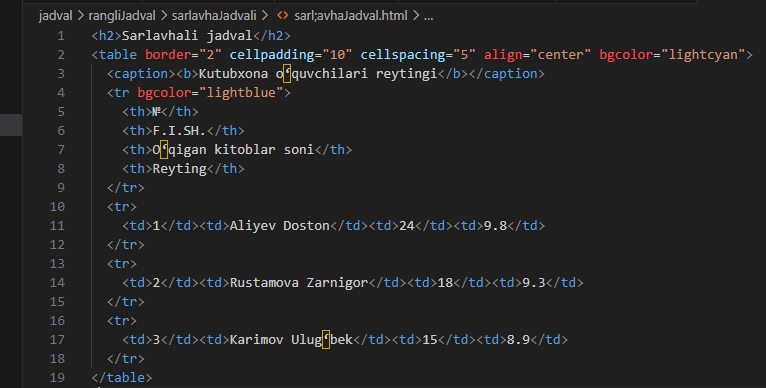 jadval > rangliJadval > sarlavhaJadvali > <> sarl;avhaJadval.html > ...
1 <h2>Sarlavhali jadval</h2>
2 <table border="2" cellpadding="10" cellspacing="5" align="center" bgcolor="lightcyan">
3 <caption><b>Kutubxona o‘quvchilari reytingi</b></caption>
4 <tr bgcolor="lightblue">
5 <th>№</th>
6 <th>F.I.SH.</th>
7 <th>O‘qigan kitoblar soni</th>
8 <th>Reyting</th>
9 </tr>
10 <tr>
11 <td>1</td><td>Aliyev Doston</td><td>24</td><td>9.8</td>
12 </tr>
13 <tr>
14 <td>2</td><td>Rustamova Zarnigor</td><td>18</td><td>9.3</td>
15 </tr>
16 <tr>
17 <td>3</td><td>Karimov Ulug‘bek</td><td>15</td><td>8.9</td>
18 </tr>
19 </table>